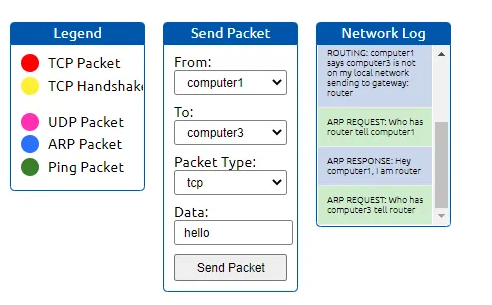 Legend
TCP Packet
TCP Handshake
UDP Packet
ARP Packet
Ping Packet
Send Packet
From:
computer1
To:
computer3
Packet Type:
tcp
Data:
hello
Send Packet
Network Log
ROUTING: computer1
says computer3 is not
on my local network
sending to gateway:
router
ARP REQUEST: Who has
router tell computer1
ARP RESPONSE: Hey
computer1, I am router
ARP REQUEST: Who has
computer3 tell router